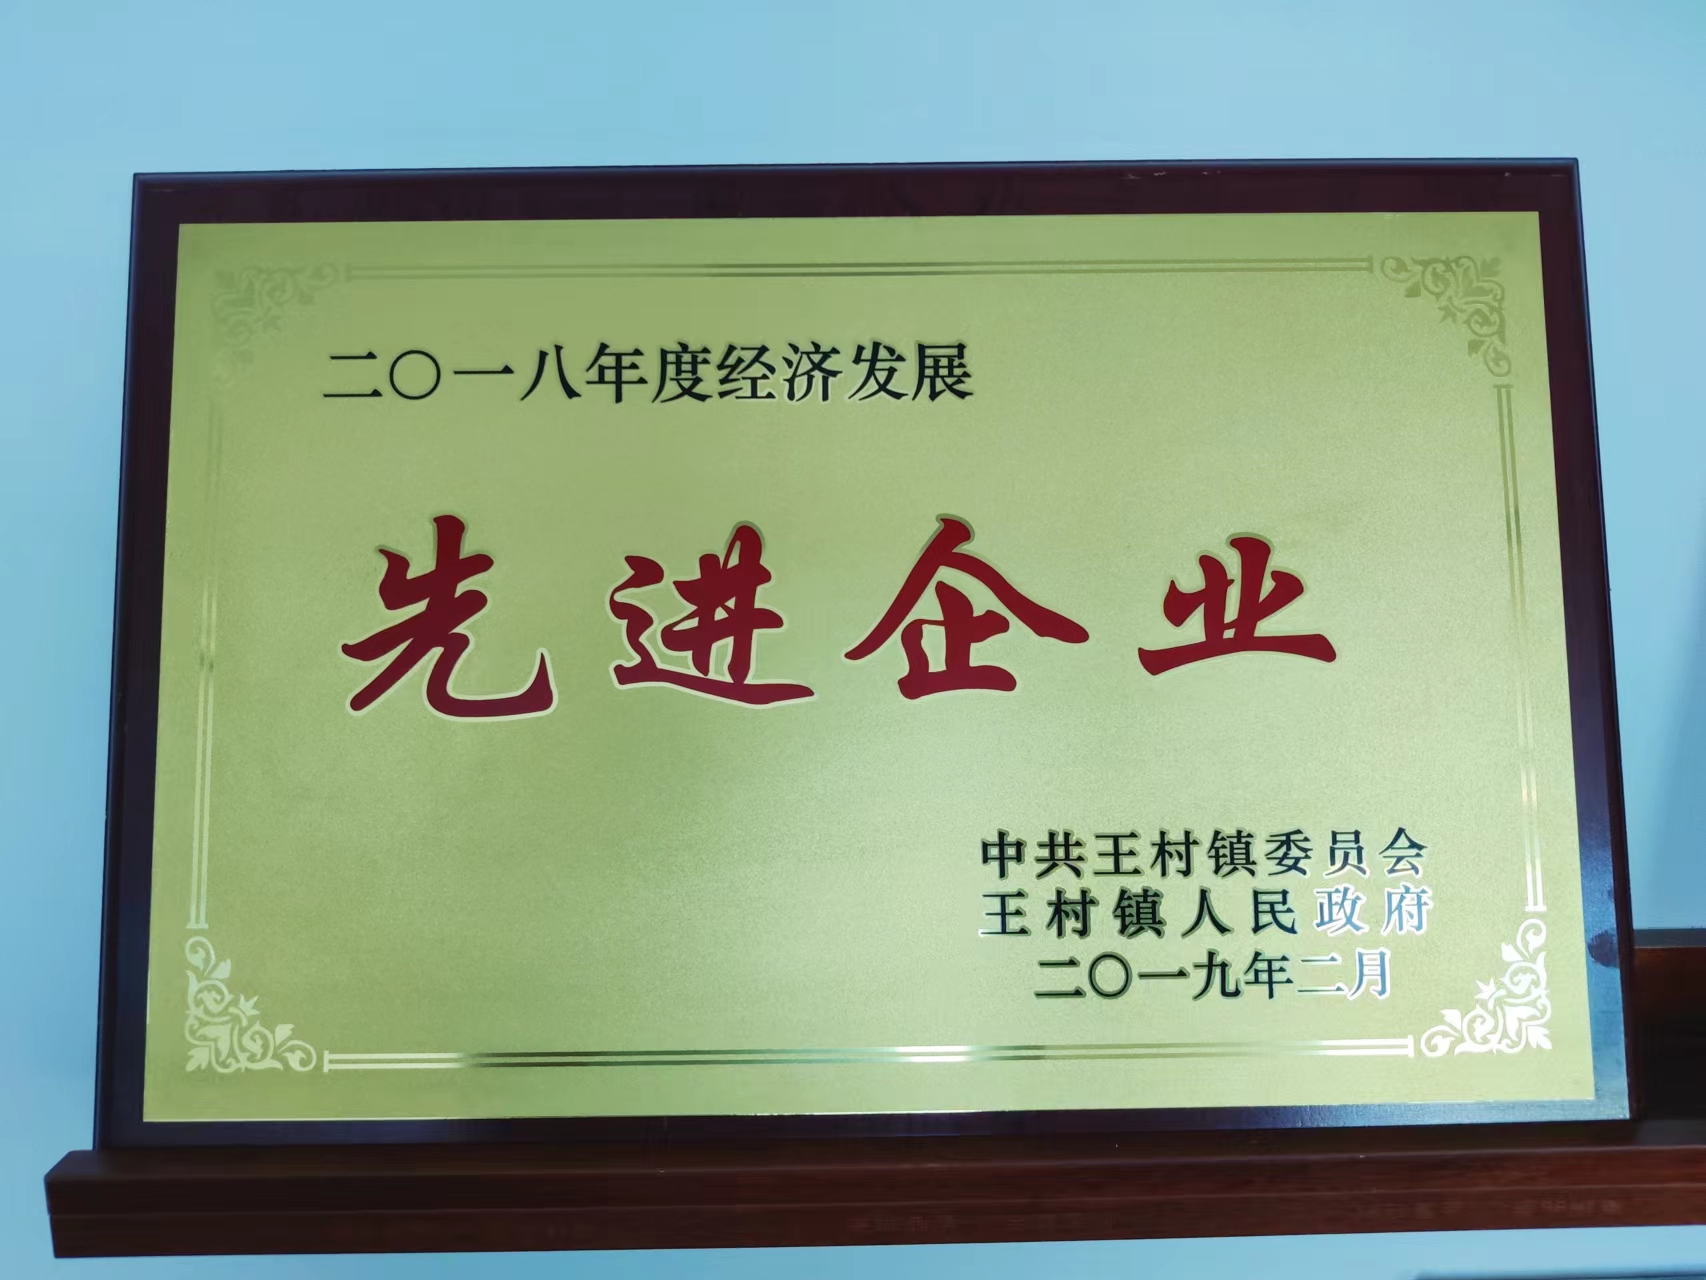 二〇一八年度经济发展
先进企业
中共王村镇委员会
王村镇人民政府
二〇一九年二月